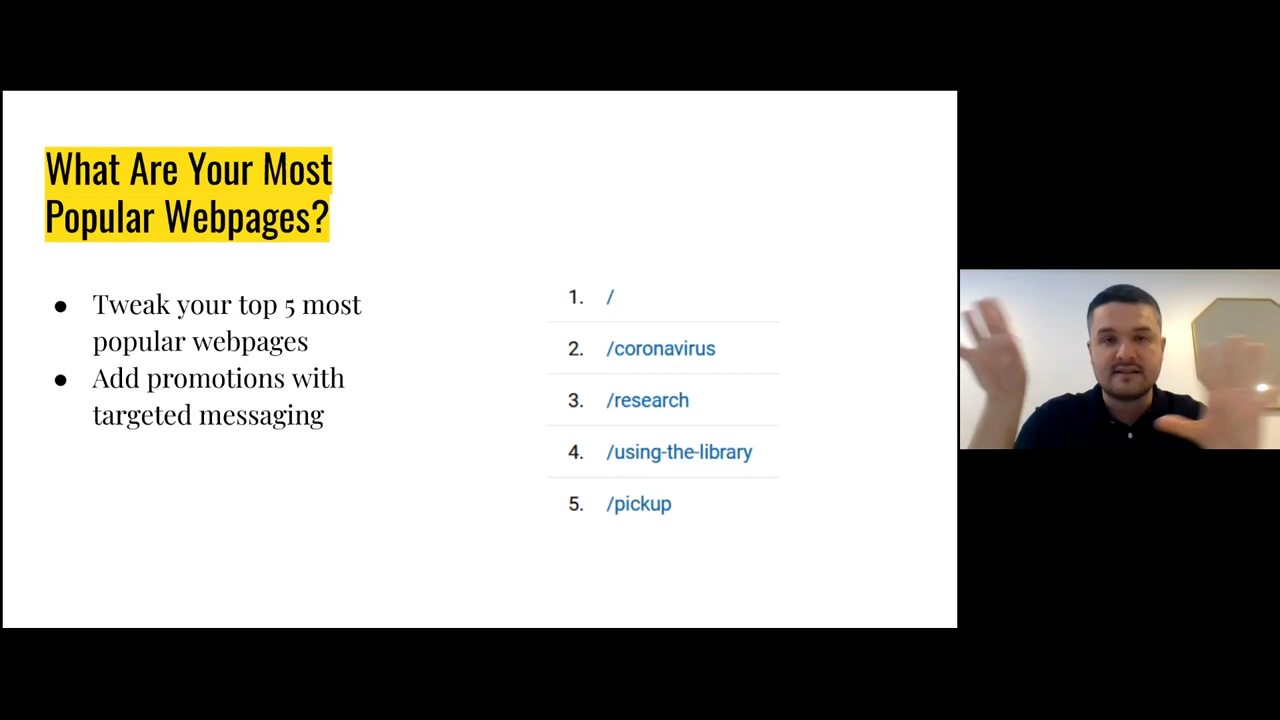 What Are Your Most
Popular Webpages?
● Tweak your top 5 most
popular webpages
● Add promotions with
targeted messaging
1. /
2. /coronavirus
3. /research
4. /using-the-library
5. /pickup